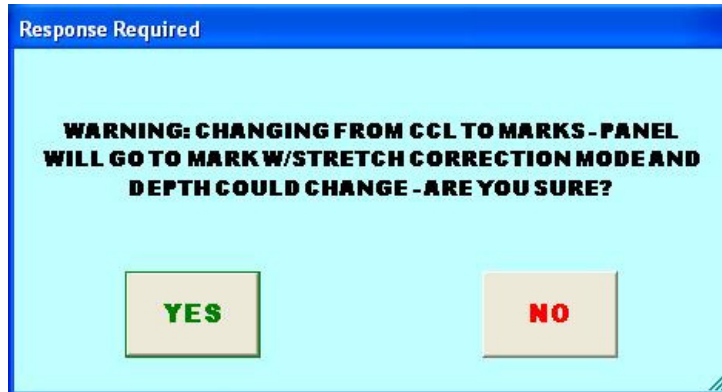 Response Required
WARNING: CHANGING FROM CCL TO MARKS - PANEL
WILL GO TO MARK W/STRETCH CORRECTION MODE AND
DEPTH COULD CHANGE - ARE YOU SURE?
YES
NO